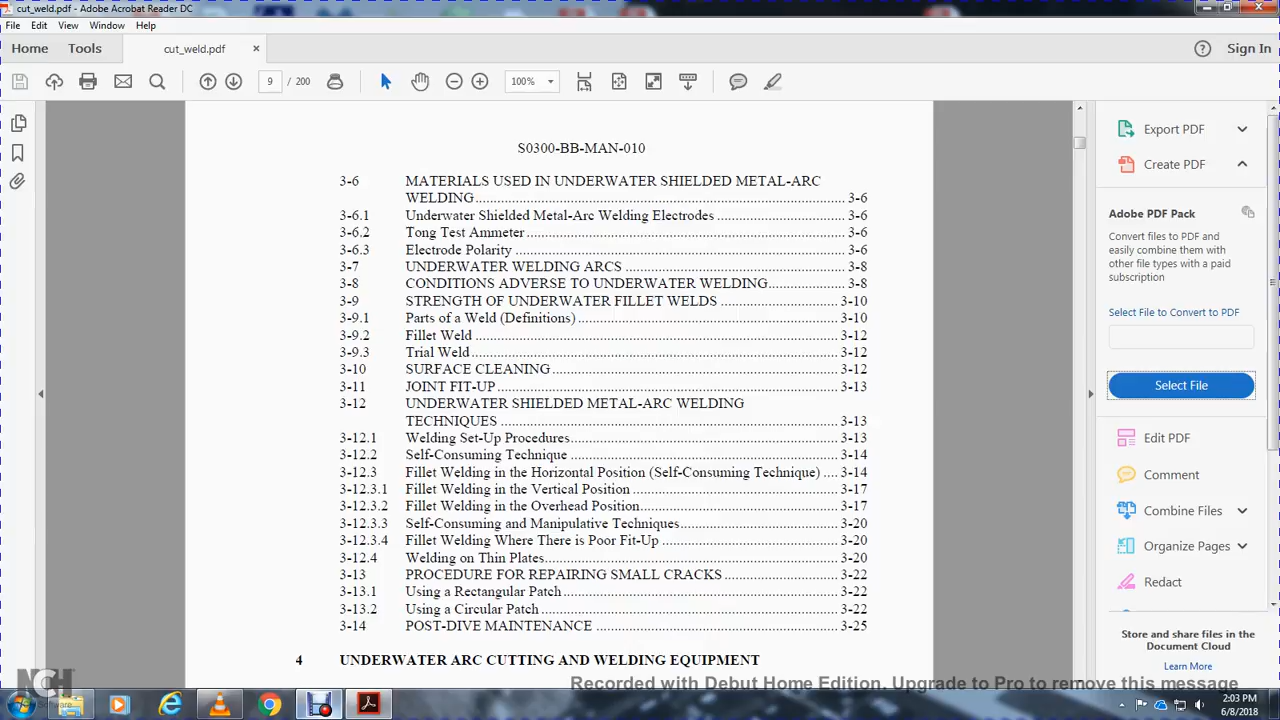 cut_weld.pdf - Adobe Acrobat Reader DC
File Edit View Window Help
Home Tools cut_weld.pdf × Sign In
9 / 200 100%
S0300-BB-MAN-010
3-6 MATERIALS USED IN UNDERWATER SHIELDED METAL-ARC
WELDING 3-6
3-6.1 Underwater Shielded Metal-Arc Welding Electrodes 3-6
3-6.2 Tong Test Ammeter 3-6
3-6.3 Electrode Polarity 3-6
3-7 UNDERWATER WELDING ARCS 3-8
3-8 CONDITIONS ADVERSE TO UNDERWATER WELDING 3-8
3-9 STRENGTH OF UNDERWATER FILLET WELDS 3-10
3-9.1 Parts of a Weld (Definitions) 3-10
3-9.2 Fillet Weld 3-12
3-9.3 Trial Weld 3-12
3-10 SURFACE CLEANING 3-12
3-11 JOINT FIT-UP 3-13
3-12 UNDERWATER SHIELDED METAL-ARC WELDING
TECHNIQUES 3-13
3-12.1 Welding Set-Up Procedures 3-13
3-12.2 Self-Consuming Technique 3-14
3-12.3 Fillet Welding in the Horizontal Position (Self-Consuming Technique) 3-14
3-12.3.1 Fillet Welding in the Vertical Position 3-17
3-12.3.2 Fillet Welding in the Overhead Position 3-17
3-12.3.3 Self-Consuming and Manipulative Techniques 3-20
3-12.3.4 Fillet Welding Where There is Poor Fit-Up 3-20
3-12.4 Welding on Thin Plates 3-20
3-13 PROCEDURE FOR REPAIRING SMALL CRACKS 3-22
3-13.1 Using a Rectangular Patch 3-22
3-13.2 Using a Circular Patch 3-22
3-14 POST-DIVE MAINTENANCE 3-25
4 UNDERWATER ARC CUTTING AND WELDING EQUIPMENT
Export PDF
Create PDF
Adobe PDF Pack
Convert files to PDF and
easily combine them with
other file types with a paid
subscription
Select File to Convert to PDF
Select File
Edit PDF
Comment
Combine Files
Organize Pages
Redact
Store and share files in the
Document Cloud
Learn More
NCH
Software
Recorded with Debut Home Edition. Upgrade to Pro to remove this message
2:03 PM
6/8/2018